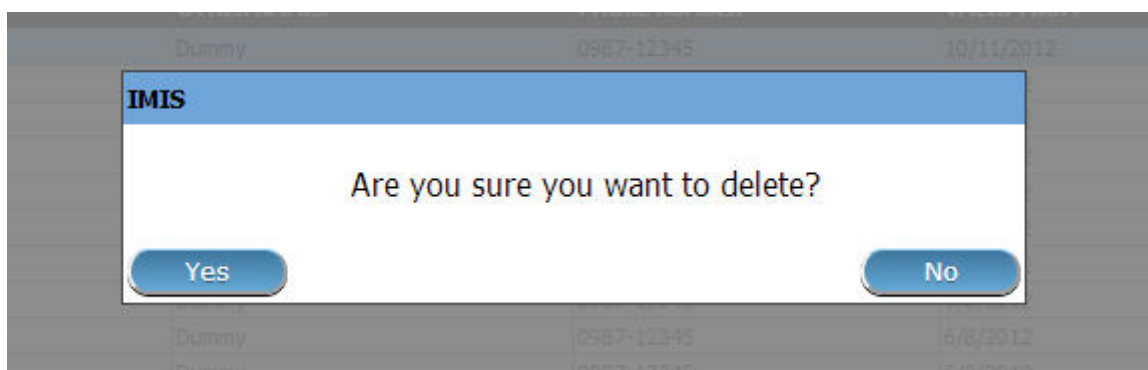 Dummy 0987-12345 10/11/2012
IMIS
Are you sure you want to delete?
Yes No
Dummy 0987-12345 6/8/2012